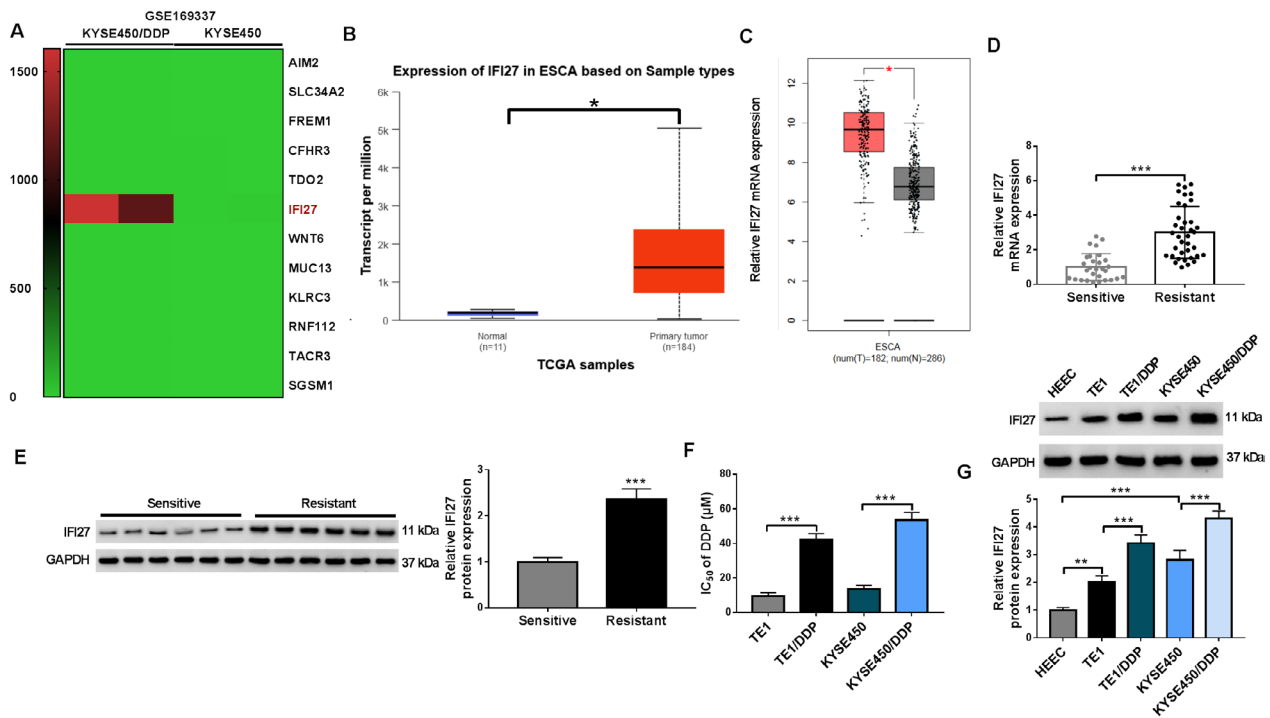 A
GSE169337
KYSE450/DDP KYSE450
1500
1000
500
0
AIM2
SLC34A2
FREM1
CFHR3
TDO2
IFI27
WNT6
MUC13
KLRC3
RNF112
TACR3
SGSM1
B
Expression of IFI27 in ESCA based on Sample types
*
Transcript per million
6k
5k
4k
3k
2k
1k
0
Normal
(n=11)
Primary tumor
(n=184)
TCGA samples
C
*
Relative IFI27 mRNA expression
12
10
8
6
4
2
0
ESCA
(num(T)=182; num(N)=286)
D
***
Relative IFI27
mRNA expression
8
6
4
2
0
Sensitive Resistant
E
Sensitive Resistant
IFI27 11 kDa
GAPDH 37 kDa
Relative IFI27
protein expression
3
2
1
0
***
Sensitive Resistant
F
IC50 of DDP (μM)
80
60
40
20
0
***
***
TE1
TE1/DDP
KYSE450
KYSE450/DDP
G
HEEC
TE1
TE1/DDP
KYSE450
KYSE450/DDP
IFI27 11 kDa
GAPDH 37 kDa
Relative IFI27
protein expression
5
4
3
2
1
0
**
***
***
***
HEEC
TE1
TE1/DDP
KYSE450
KYSE450/DDP